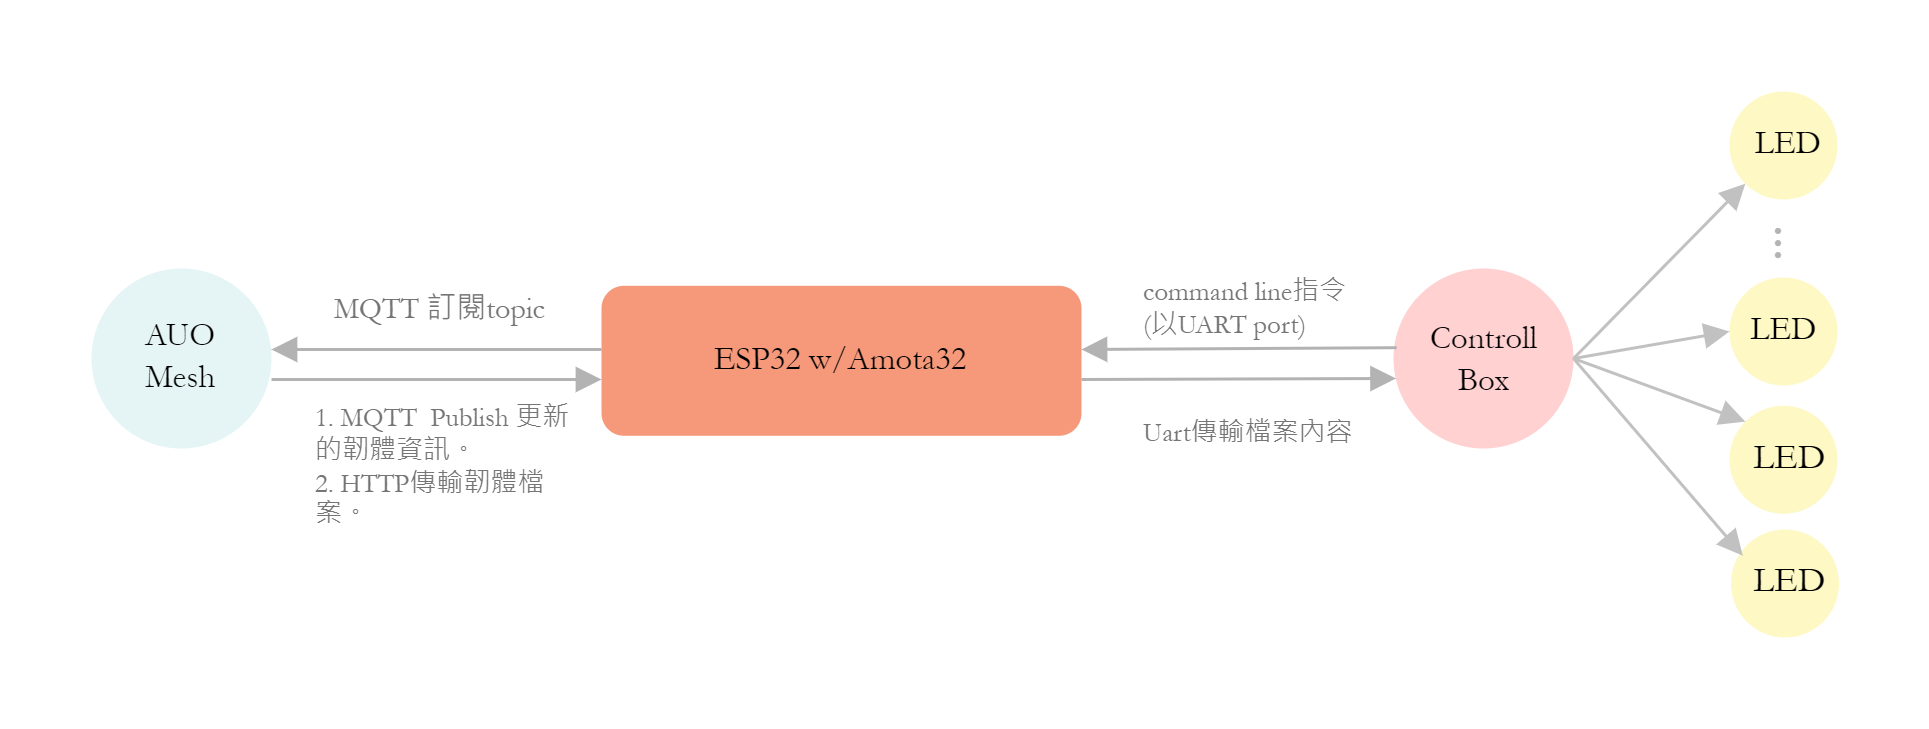 AUO
Mesh
MQTT 訂閱topic
1. MQTT  Publish 更新
的韌體資訊。
2. HTTP傳輸韌體檔
案。
ESP32 w/Amota32
command line指令
(以UART port)
Uart傳輸檔案內容
Controll
Box
LED
LED
LED
LED